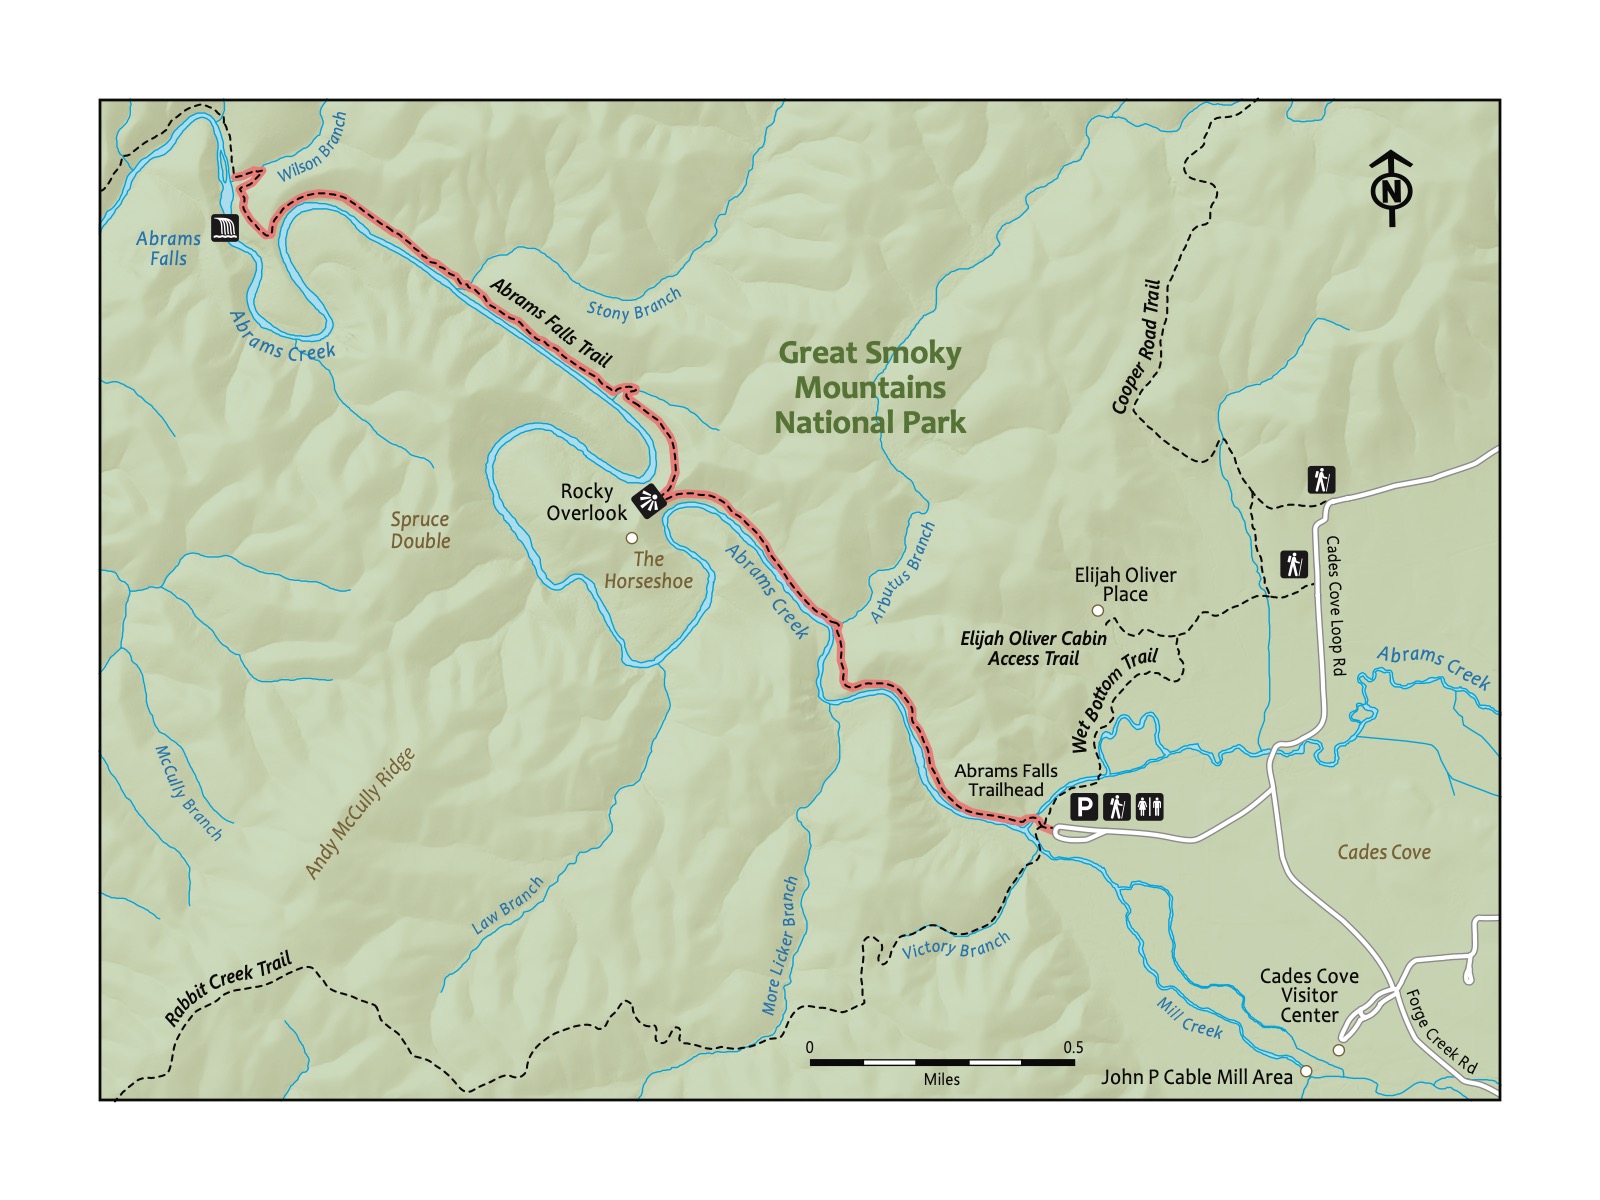 Wilson Branch
N
Abrams
Falls
Abrams Creek
Abrams Falls Trail
Stony Branch
Great Smoky
Mountains
National Park
Cooper Road Trail
Rocky
Overlook
Spruce
Double
The
Horseshoe
Abrams Creek
Arbutus Branch
Elijah Oliver
Place
Elijah Oliver Cabin
Access Trail
Wet Bottom Trail
Cades Cove Loop Rd
Abrams Creek
McCully Branch
Andy McCully Ridge
Abrams Falls
Trailhead
P
Cades Cove
Law Branch
More Licker Branch
Victory Branch
Rabbit Creek Trail
Cades Cove
Visitor
Center
Mill Creek
Forge Creek Rd
0 0.5
Miles
John P Cable Mill Area